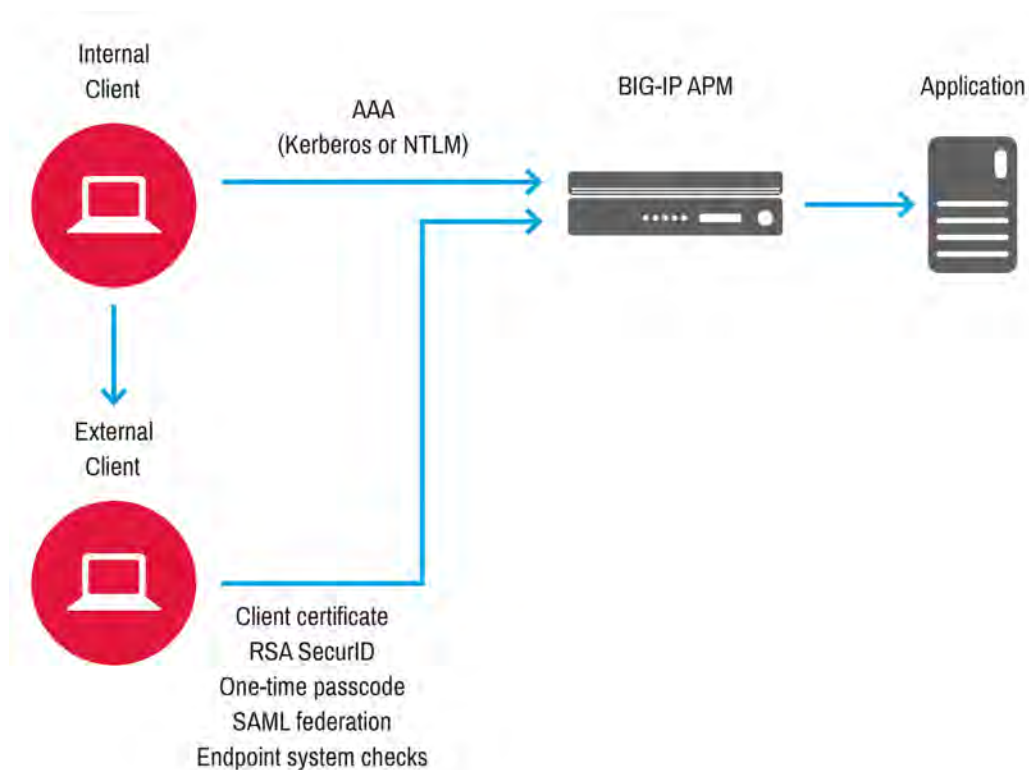 Internal
Client
AAA
(Kerberos or NTLM)
BIG-IP APM
Application
External
Client
Client certificate
RSA SecurID
One-time passcode
SAML federation
Endpoint system checks